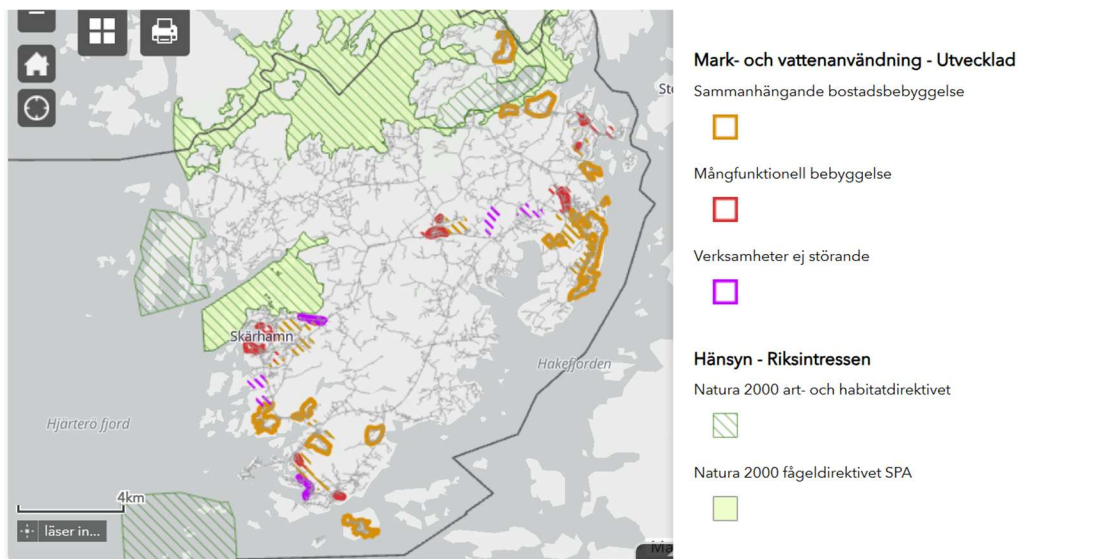 Mark- och vattenanvändning - Utvecklad
Sammanhängande bostadsbebyggelse
Mångfunktionell bebyggelse
Verksamheter ej störande
Hänsyn - Riksintressen
Natura 2000 art- och habitatdirektivet
Natura 2000 fågeldirektivet SPA
Skärhamn
Hakefjorden
Hjärterö fjord
4km
läser in...